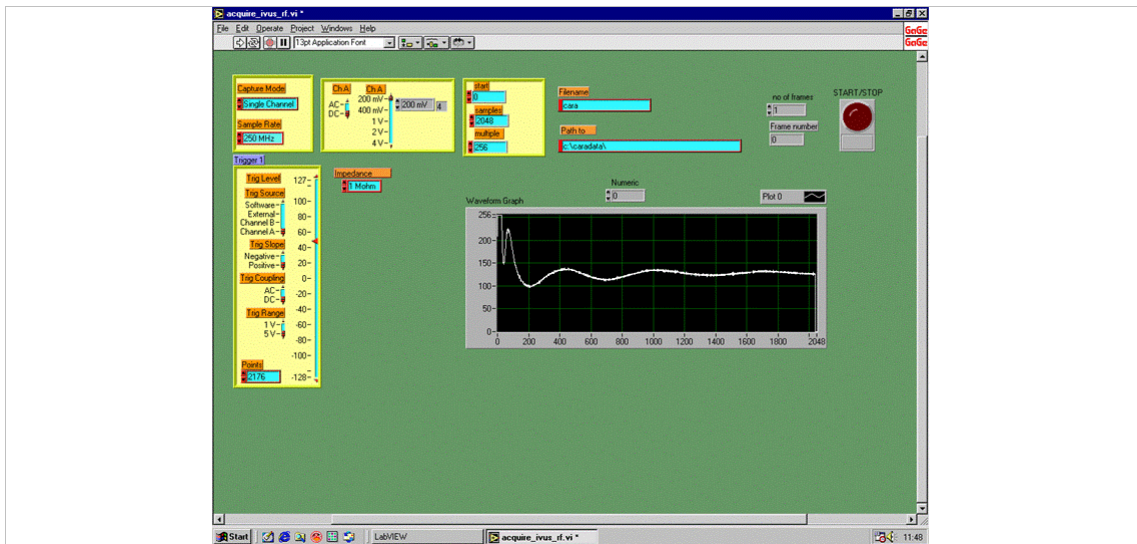 acquire_ivus_rf.vi *
File Edit Operate Project Windows Help
GaGe
GaGe
13pt Application Font
Capture Mode
Single Channel
Sample Rate
250 MHz
Ch A Ch A
AC
DC
200 mV
400 mV
1 V
2 V
4 V
200 mV 4
start
0
samples
2048
multiple
256
Filename
cara
Path to
c:\caradata\
no of frames
1
Frame number
0
START/STOP
Trigger 1
Trig Level
Trig Source
Software
External
Channel B
Channel A
Trig Slope
Negative
Positive
Trig Coupling
AC
DC
Trig Range
1 V
5 V
Points
2176
127
100
80
60
40
20
0
-20
-40
-60
-80
-100
-128
Impedance
1 Mohm
Numeric
0
Waveform Graph
Plot 0
256
200
150
100
50
0
0 200 400 600 800 1000 1200 1400 1600 1800 2048
Start LabVIEW acquire_ivus_rf.vi * 11:48